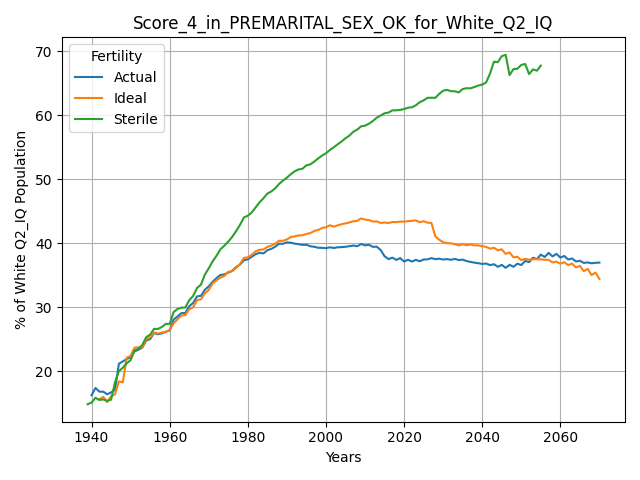 Score_4_in_PREMARITAL_SEX_OK_for_White_Q2_IQ
Fertility
Actual
Ideal
Sterile
% of White Q2_IQ Population
70
60
50
40
30
20
1940
1960
1980
2000
2020
2040
2060
Years